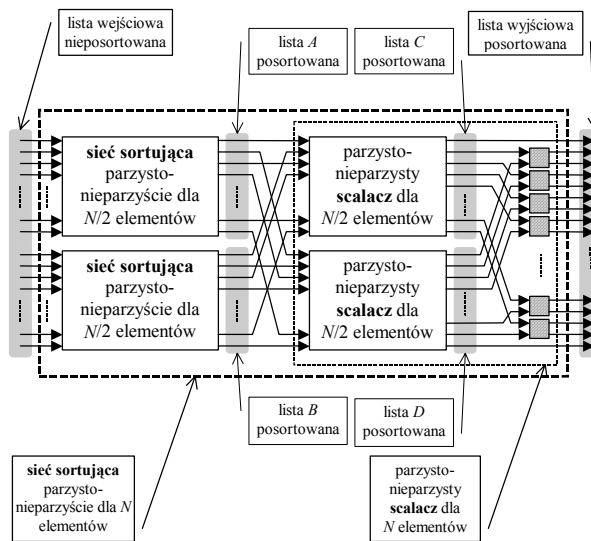 lista wejściowa
nieposortowana
lista A
posortowana
lista C
posortowana
lista wyjściowa
posortowana
sieć sortująca
parzysto-
nieparzyście dla
N/2 elementów
parzysto-
nieparzysty
scalacz dla
N/2 elementów
sieć sortująca
parzysto-
nieparzyście dla
N/2 elementów
parzysto-
nieparzysty
scalacz dla
N/2 elementów
lista B
posortowana
lista D
posortowana
sieć sortująca
parzysto-
nieparzyście dla N
elementów
parzysto-
nieparzysty
scalacz dla
N elementów